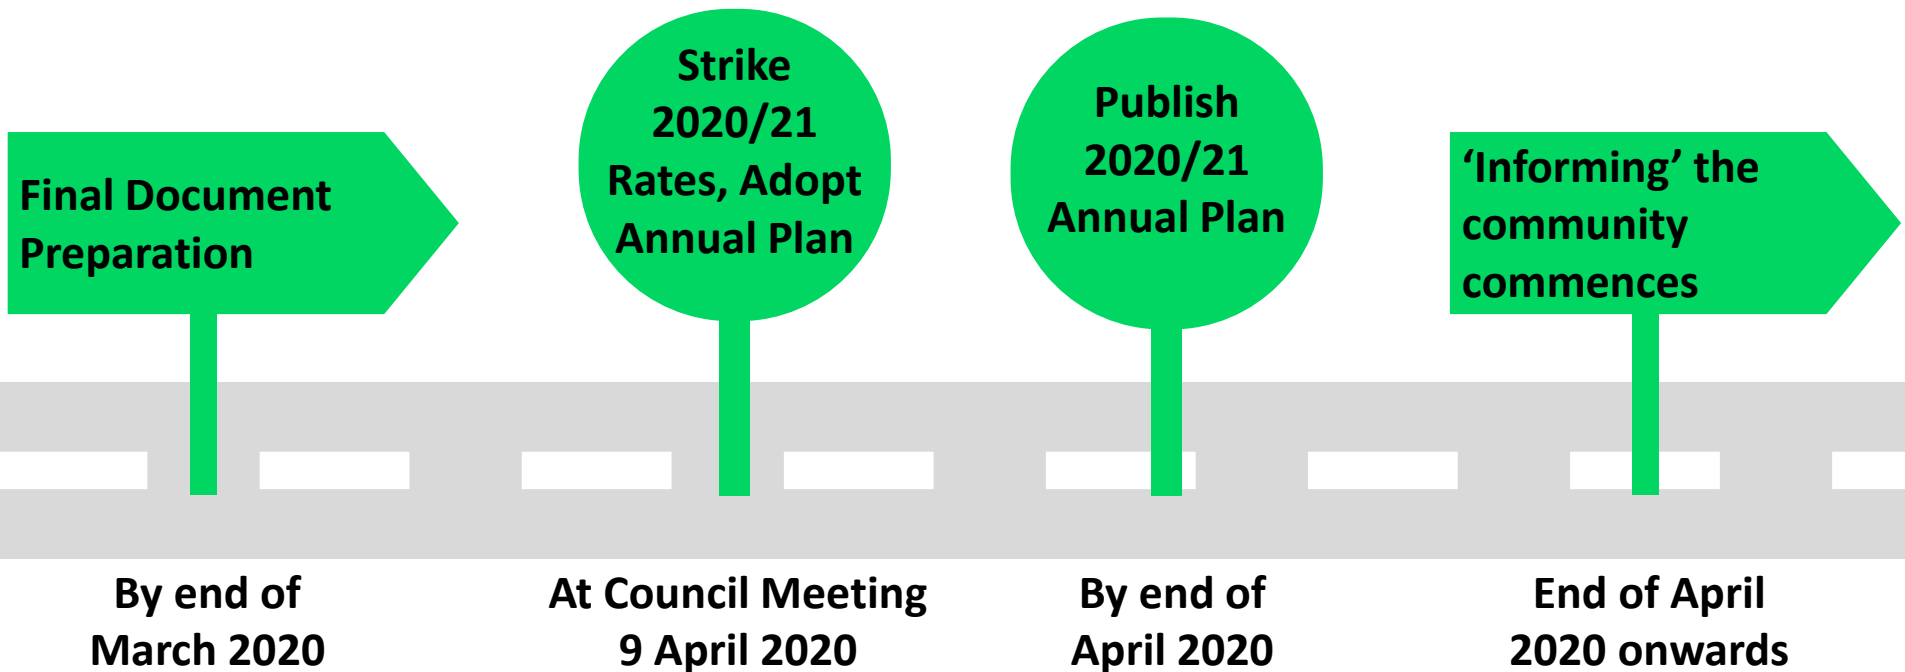 Final Document
Preparation
Strike
2020/21
Rates, Adopt
Annual Plan
Publish
2020/21
Annual Plan
‘Informing’ the
community
commences
By end of
March 2020
At Council Meeting
9 April 2020
By end of
April 2020
End of April
2020 onwards